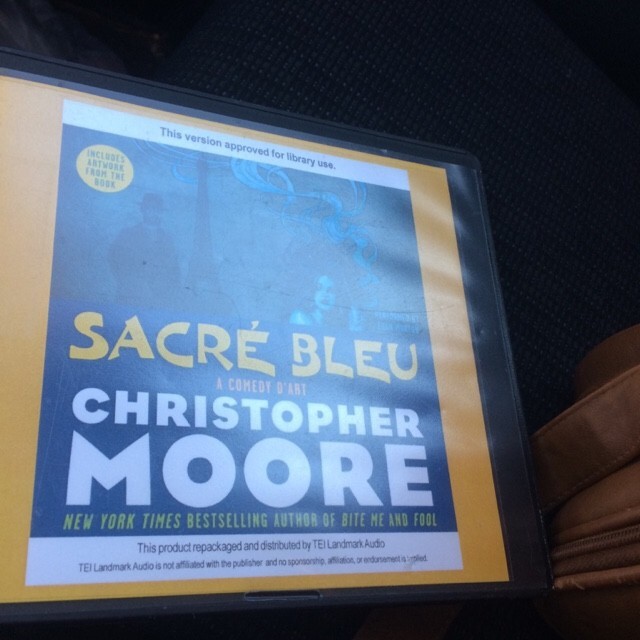 This version approved for library use.
INCLUDES
ARTWORK
FROM THE
BOOK
SACRÉ BLEU
A COMEDY D'ART
CHRISTOPHER
MOORE
NEW YORK TIMES BESTSELLING AUTHOR OF BITE ME AND FOOL
This product repackaged and distributed by TEI Landmark Audio
TEI Landmark Audio is not affiliated with the publisher and no sponsorship, affiliation, or endorsement is implied.